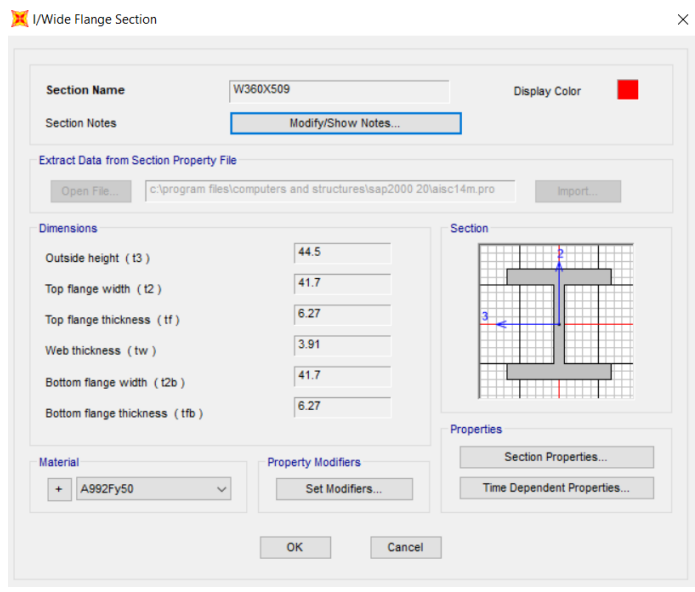 I/Wide Flange Section
Section Name W360X509 Display Color
Section Notes Modify/Show Notes...
Extract Data from Section Property File
Open File... c:\program files\computers and structures\sap2000 20\aisc14m.pro Import...
Dimensions
Outside height ( t3 ) 44.5
Top flange width ( t2 ) 41.7
Top flange thickness ( tf ) 6.27
Web thickness ( tw ) 3.91
Bottom flange width ( t2b ) 41.7
Bottom flange thickness ( tfb ) 6.27
Section
2
3
Properties
Section Properties...
Time Dependent Properties...
Material
+ A992Fy50
Property Modifiers
Set Modifiers...
OK Cancel